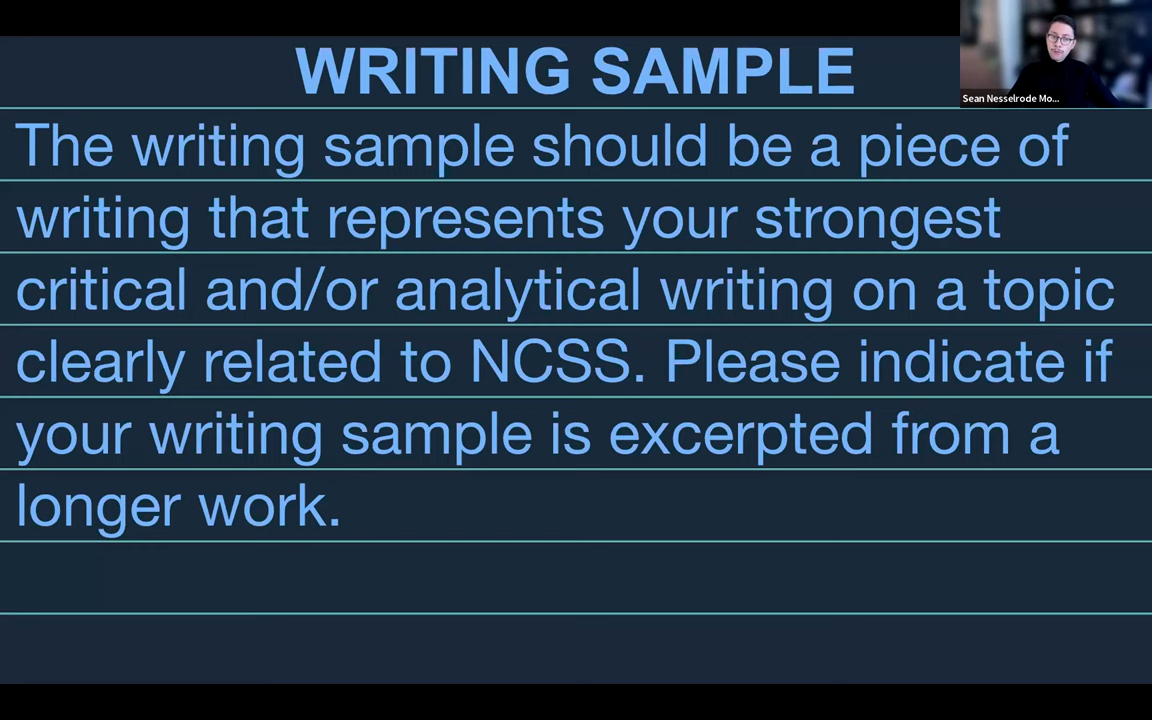 WRITING SAMPLE
Sean Nesselrode Mo...
The writing sample should be a piece of
writing that represents your strongest
critical and/or analytical writing on a topic
clearly related to NCSS. Please indicate if
your writing sample is excerpted from a
longer work.